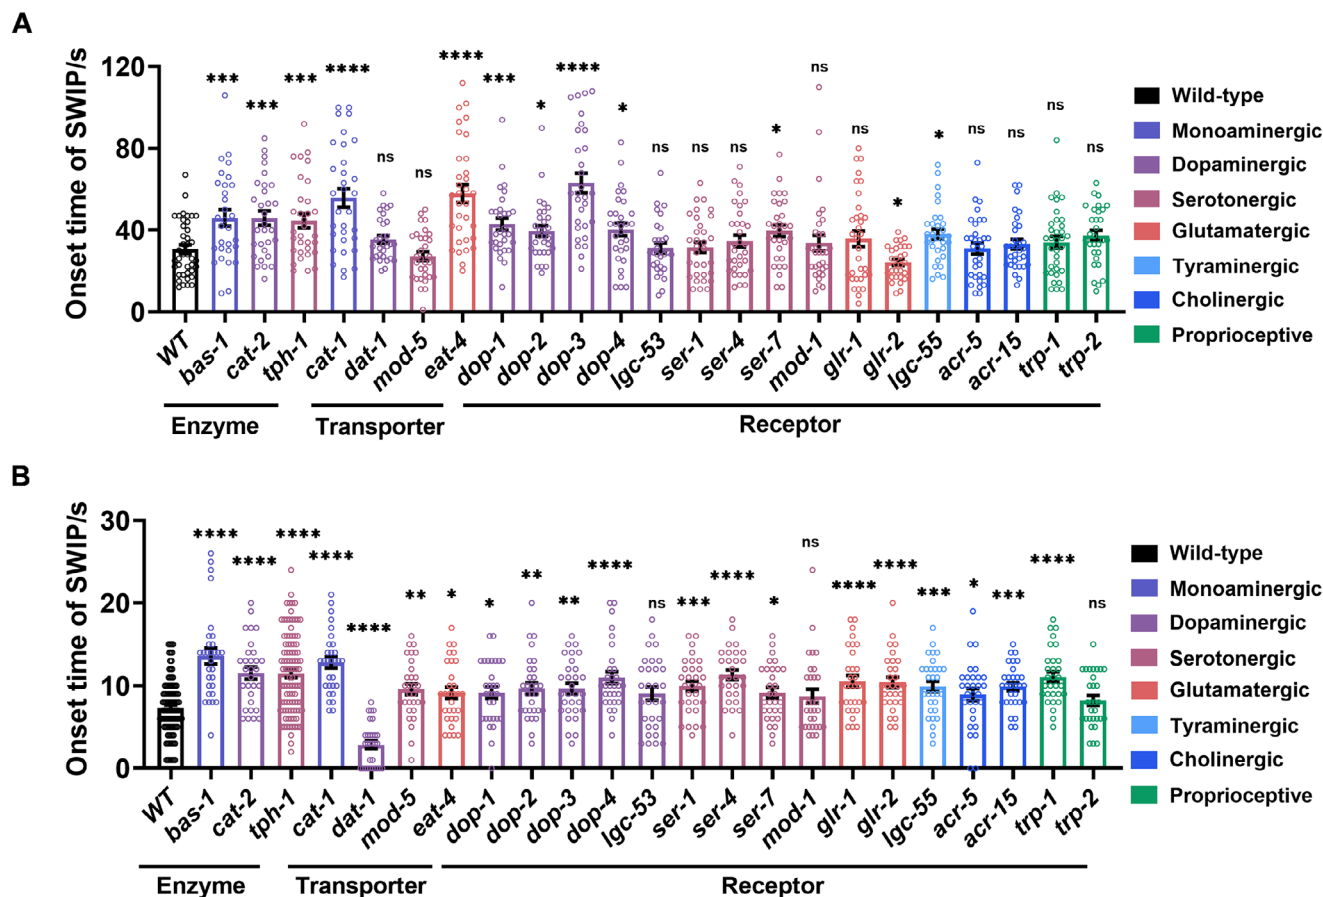 A
Onset time of SWIP/s
120
80
40
0
*** *** *** **** ns ns **** *** * **** * ns ns ns * ns ns * * ns ns ns ns
WT bas-1 cat-2 tph-1 cat-1 dat-1 mod-5 eat-4 dop-1 dop-2 dop-3 dop-4 lgc-53 ser-1 ser-4 ser-7 mod-1 glr-1 glr-2 lgc-55 acr-5 acr-15 trp-1 trp-2
Enzyme Transporter Receptor
Wild-type
Monoaminergic
Dopaminergic
Serotonergic
Glutamatergic
Tyraminergic
Cholinergic
Proprioceptive
B
Onset time of SWIP/s
30
20
10
0
**** **** **** **** **** ** * * ** ** **** ns *** **** * ns **** **** *** * *** **** ns
WT bas-1 cat-2 tph-1 cat-1 dat-1 mod-5 eat-4 dop-1 dop-2 dop-3 dop-4 lgc-53 ser-1 ser-4 ser-7 mod-1 glr-1 glr-2 lgc-55 acr-5 acr-15 trp-1 trp-2
Enzyme Transporter Receptor
Wild-type
Monoaminergic
Dopaminergic
Serotonergic
Glutamatergic
Tyraminergic
Cholinergic
Proprioceptive